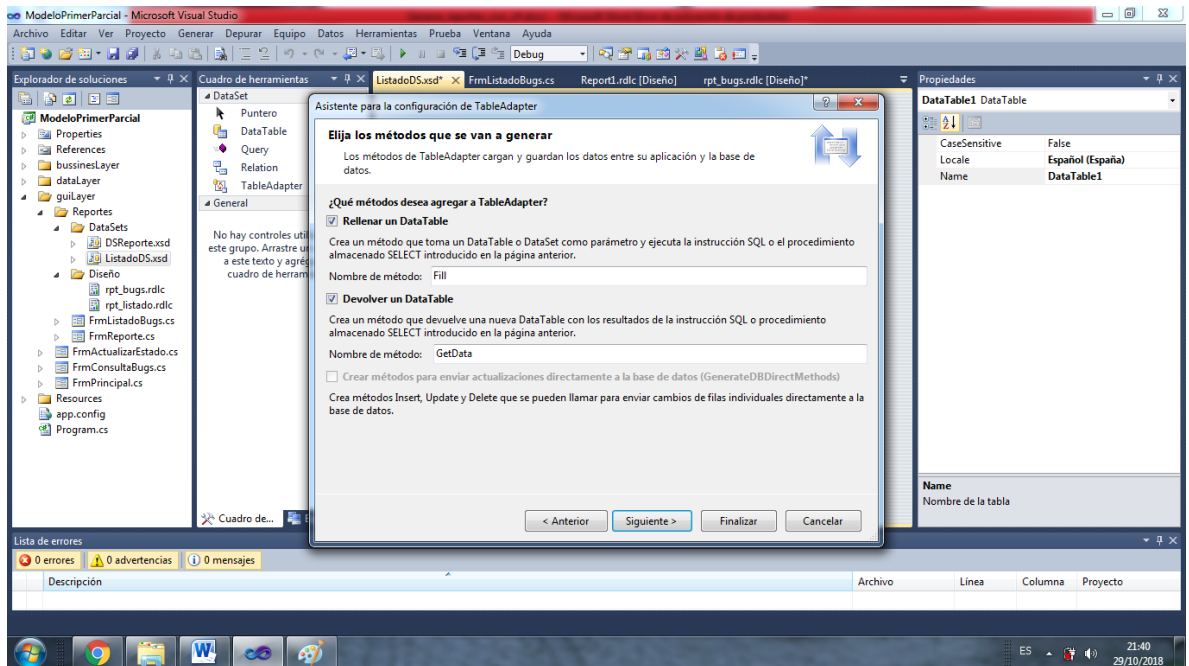 ModeloPrimerParcial - Microsoft Visual Studio
Archivo Editar Ver Proyecto Generar Depurar Equipo Datos Herramientas Prueba Ventana Ayuda
Debug
Explorador de soluciones
ModeloPrimerParcial
Properties
References
bussinesLayer
dataLayer
guiLayer
Reportes
DataSets
DSReporte.xsd
ListadoDS.xsd
Diseño
rpt_bugs.rdlc
rpt_listado.rdlc
FrmListadoBugs.cs
FrmReporte.cs
FrmActualizarEstado.cs
FrmConsultaBugs.cs
FrmPrincipal.cs
Resources
app.config
Program.cs
Cuadro de herramientas
DataSet
Puntero
DataTable
Query
Relation
TableAdapter
General
No hay controles
este grupo. Arrastre
a este texto y
cuadro de
Cuadro de...
ListadoDS.xsd* FrmListadoBugs.cs Report1.rdlc [Diseño] rpt_bugs.rdlc [Diseño]*
Asistente para la configuración de TableAdapter
Elija los métodos que se van a generar
Los métodos de TableAdapter cargan y guardan los datos entre su aplicación y la base de
datos.
¿Qué métodos desea agregar a TableAdapter?
Rellenar un DataTable
Crea un método que toma un DataTable o DataSet como parámetro y ejecuta la instrucción SQL o el procedimiento
almacenado SELECT introducido en la página anterior.
Nombre de método: Fill
Devolver un DataTable
Crea un método que devuelve una nueva DataTable con los resultados de la instrucción SQL o procedimiento
almacenado SELECT introducido en la página anterior.
Nombre de método: GetData
Crear métodos para enviar actualizaciones directamente a la base de datos (GenerateDBDirectMethods)
Crea métodos Insert, Update y Delete que se pueden llamar para enviar cambios de filas individuales directamente a la
base de datos.
< Anterior Siguiente > Finalizar Cancelar
Propiedades
DataTable1 DataTable
CaseSensitive False
Locale Español (España)
Name DataTable1
Name
Nombre de la tabla
Lista de errores
0 errores 0 advertencias 0 mensajes
Descripción Archivo Línea Columna Proyecto
ES 21:40
29/10/2018